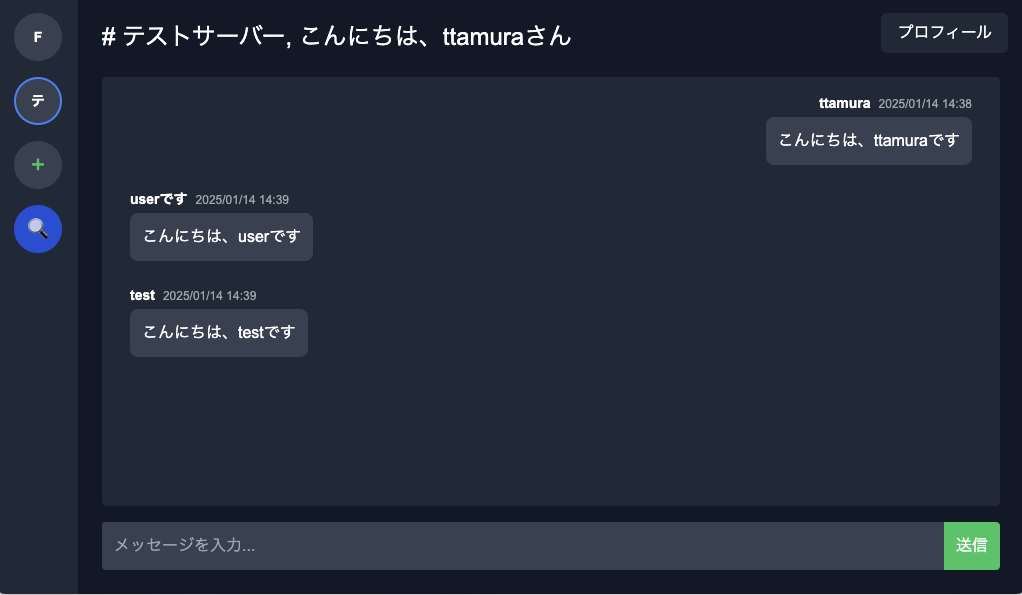 F
テ
+
# テストサーバー, こんにちは、ttamuraさん
プロフィール
ttamura 2025/01/14 14:38
こんにちは、ttamuraです
userです 2025/01/14 14:39
こんにちは、userです
test 2025/01/14 14:39
こんにちは、testです
メッセージを入力...
送信